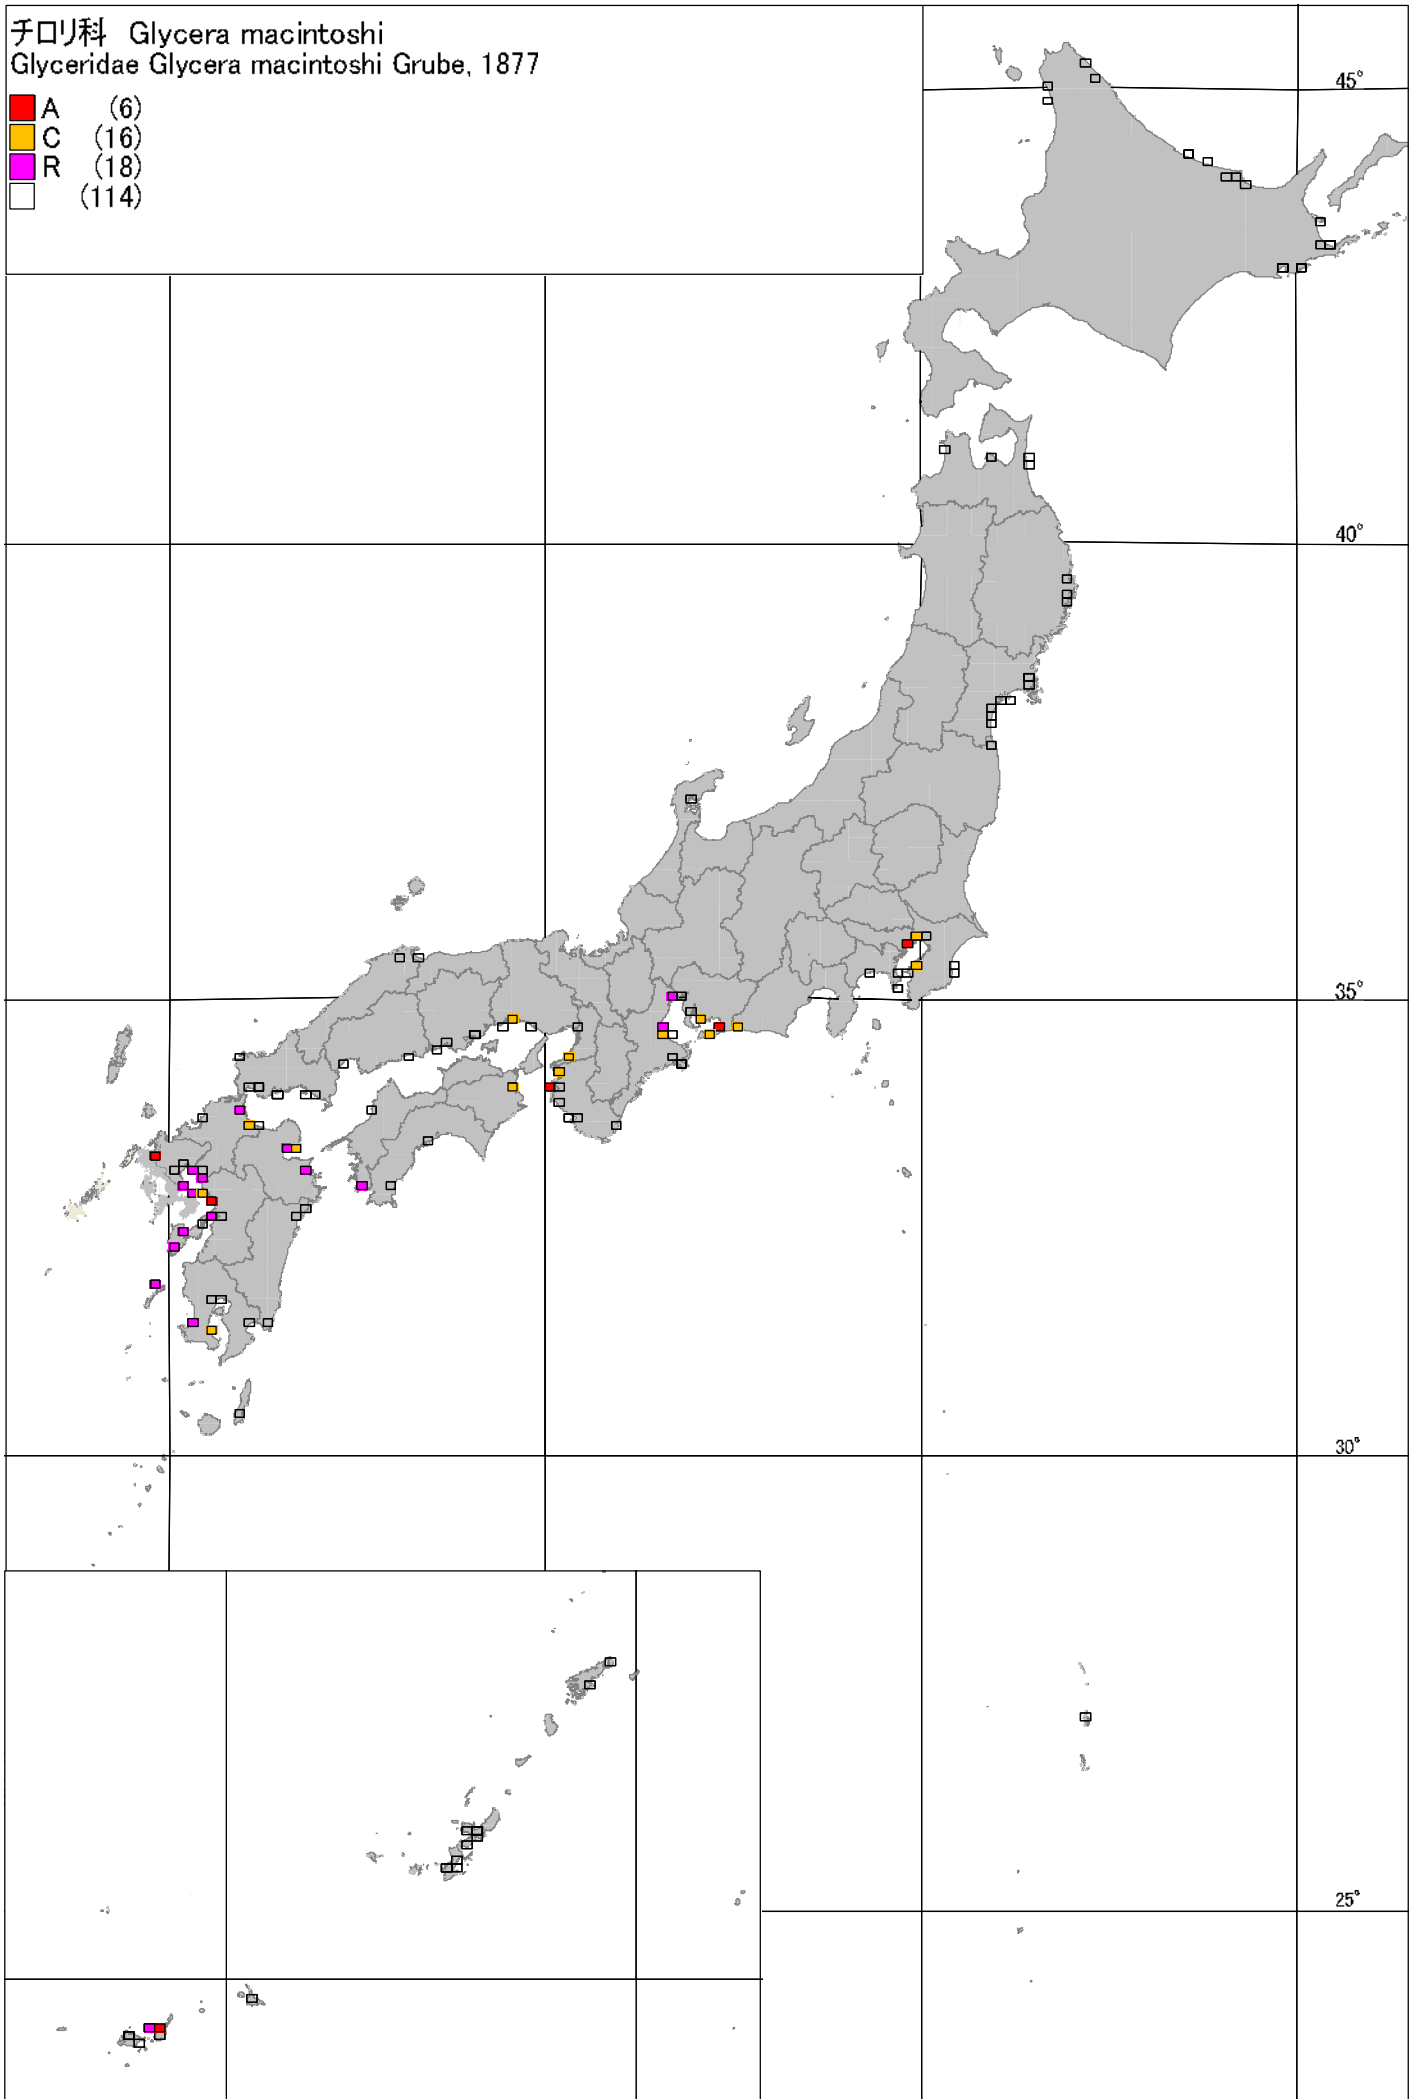 チロリ科 Glycera macintoshi
Glyceridae Glycera macintoshi Grube, 1877
A (6)
C (16)
R (18)
(114)
45°
40°
35°
30°
25°